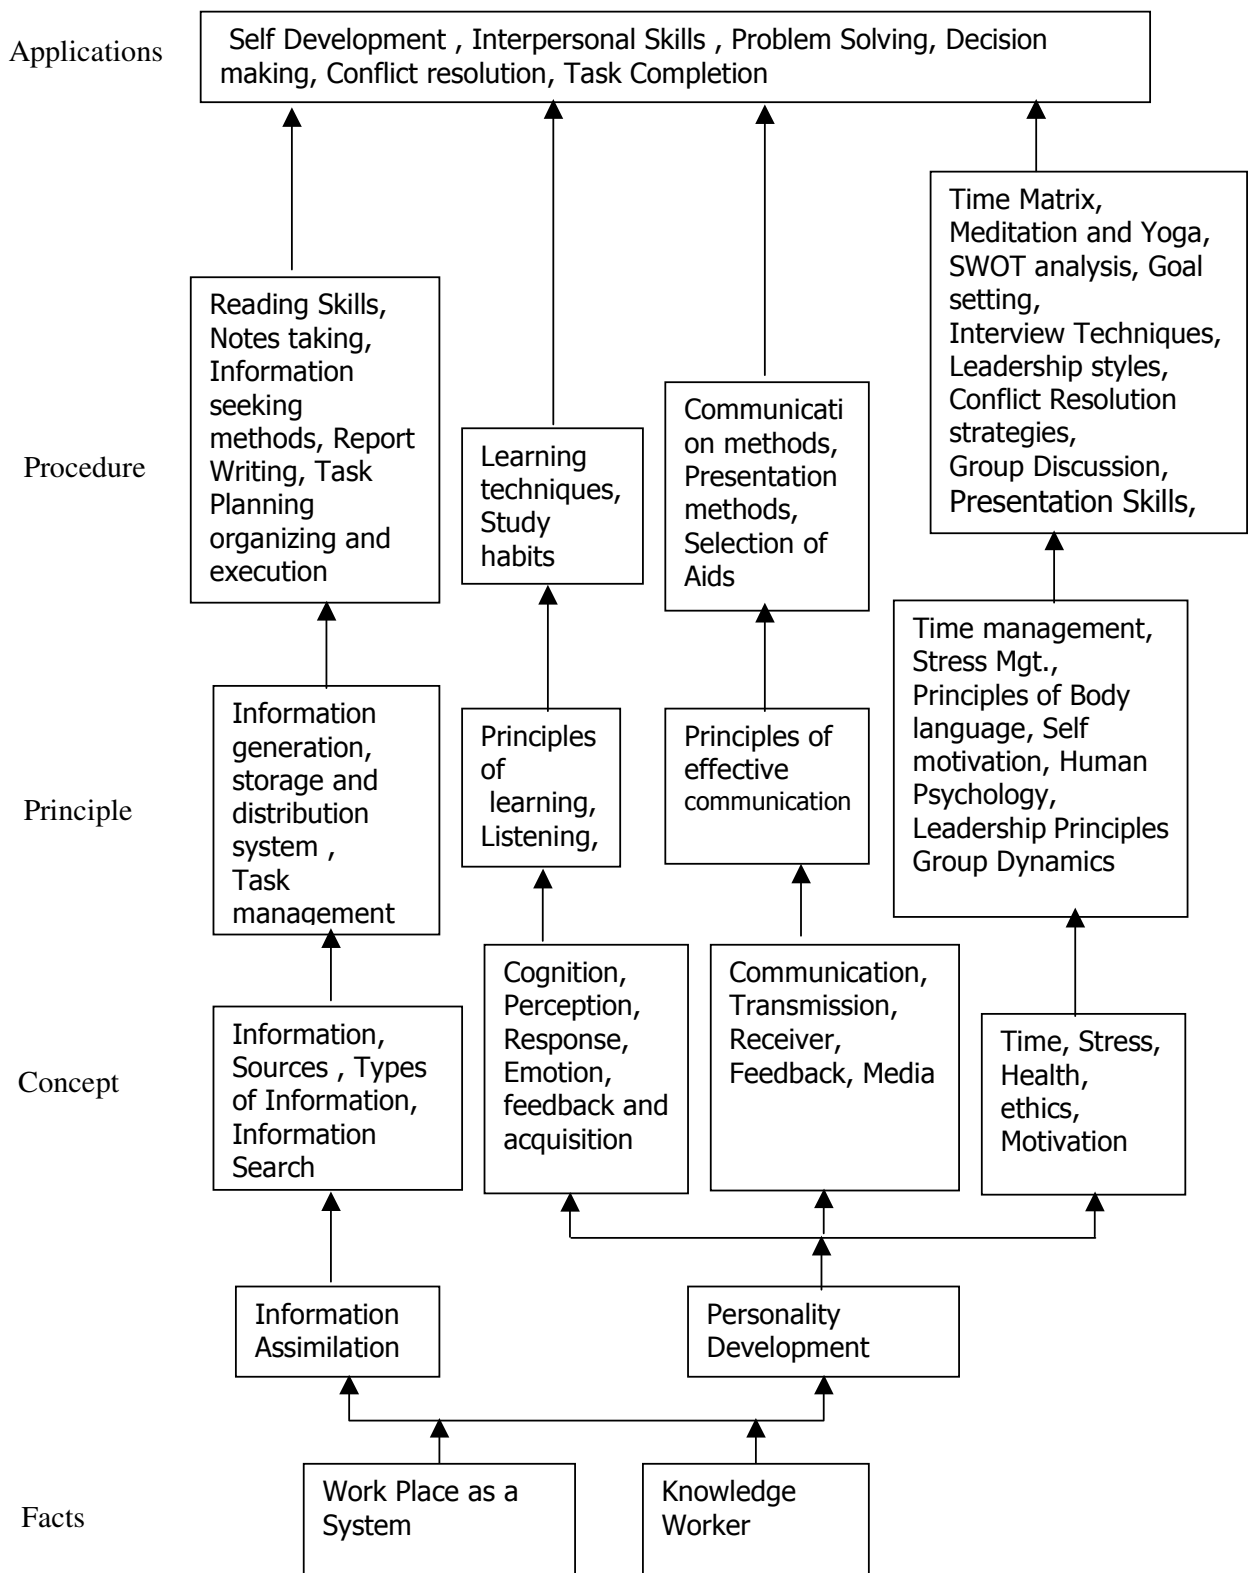 Applications
Self Development , Interpersonal Skills , Problem Solving, Decision
making, Conflict resolution, Task Completion
Time Matrix,
Meditation and Yoga,
SWOT analysis, Goal
setting,
Interview Techniques,
Leadership styles,
Conflict Resolution
strategies,
Group Discussion,
Presentation Skills,
Reading Skills,
Notes taking,
Information
seeking
methods, Report
Writing, Task
Planning
organizing and
execution
Procedure
Learning
techniques,
Study
habits
Communicati
on methods,
Presentation
methods,
Selection of
Aids
Principle
Information
generation,
storage and
distribution
system ,
Task
management
Principles
of
learning,
Listening,
Principles of
effective
communication
Time management,
Stress Mgt.,
Principles of Body
language, Self
motivation, Human
Psychology,
Leadership Principles
Group Dynamics
Concept
Information,
Sources , Types
of Information,
Information
Search
Cognition,
Perception,
Response,
Emotion,
feedback and
acquisition
Communication,
Transmission,
Receiver,
Feedback, Media
Time, Stress,
Health,
ethics,
Motivation
Information
Assimilation
Personality
Development
Facts
Work Place as a
System
Knowledge
Worker